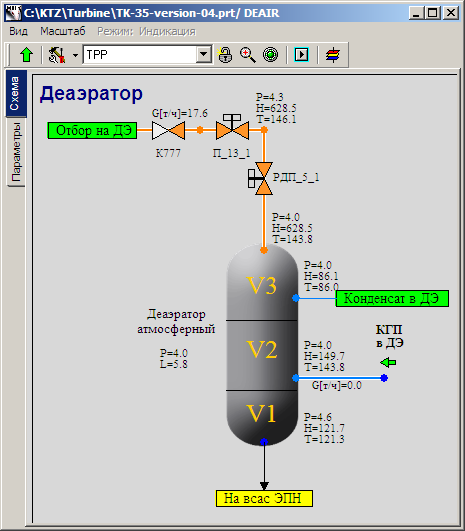 C:\KTZ\Turbine\TK-35-version-04.prt/ DEAIR
Вид Масштаб Режим: Индикация
TPP
Схема
Параметры
Деаэратор
P=4.3
H=628.5
T=146.1
G[т/ч]=17.6
Отбор на ДЭ
К777
П_13_1
РДП_5_1
P=4.0
H=628.5
T=143.8
V3
P=4.0
H=86.1
T=86.0
Конденсат в ДЭ
Деаэратор
атмосферный
P=4.0
L=5.8
V2
P=4.0
H=149.7
T=143.8
КГП
в ДЭ
G[т/ч]=0.0
V1
P=4.6
H=121.7
T=121.3
На всас ЭПН